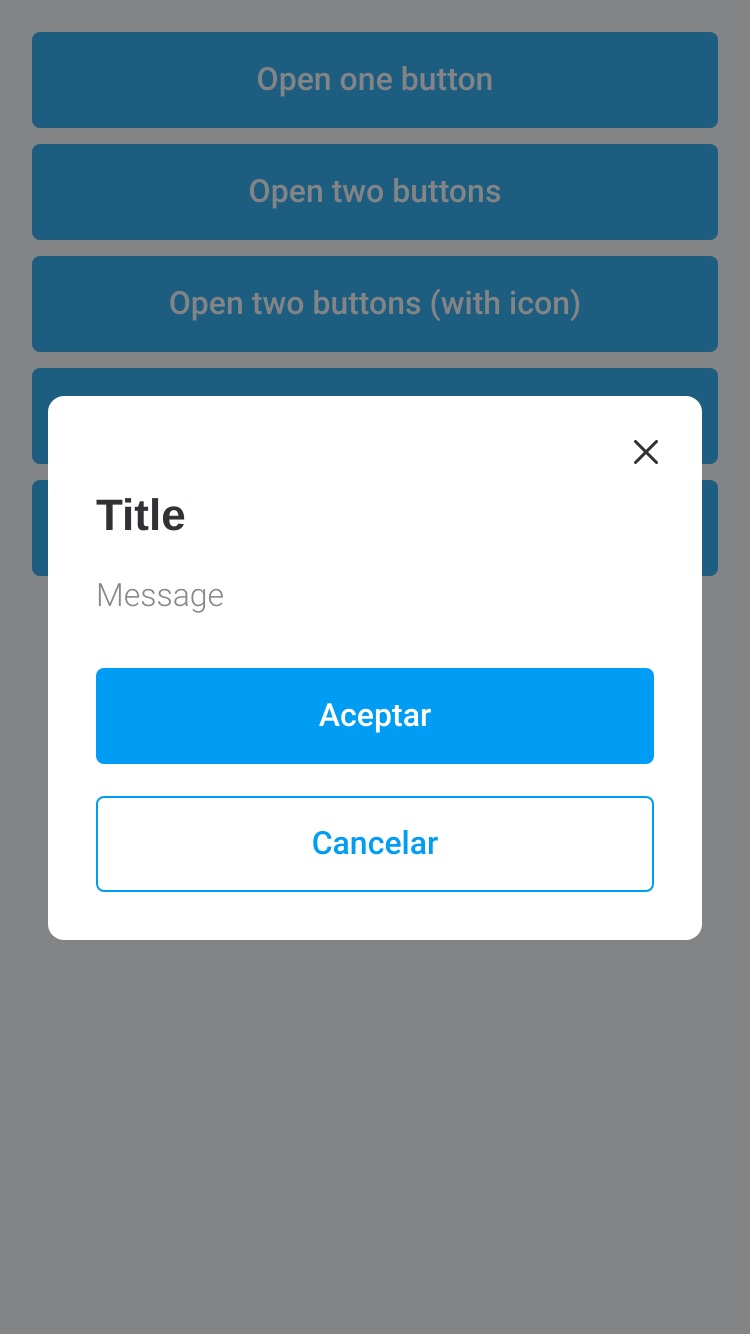 Open one button
Open two buttons
Open two buttons (with icon)
Title
Message
Aceptar
Cancelar